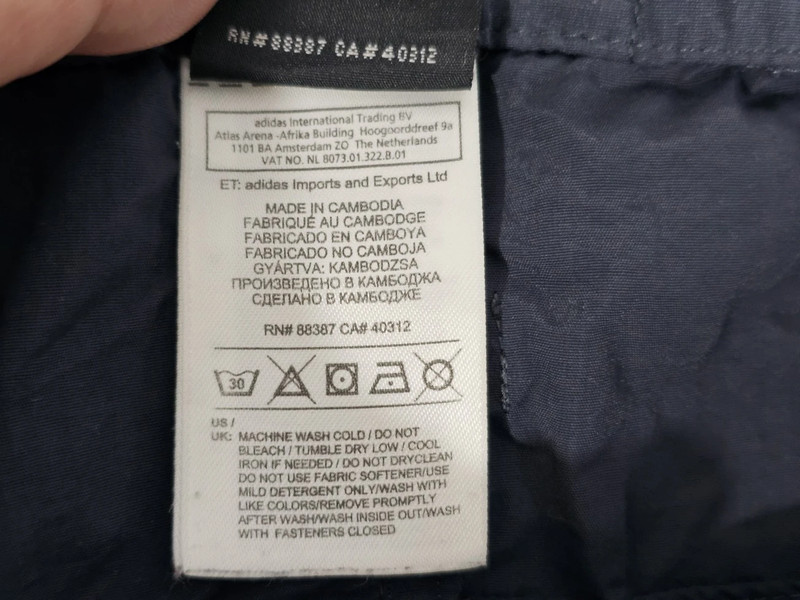 RN#88387 CA#40312
adidas International Trading BV
Atlas Arena -Afrika Building Hoogoorddreef 9a
1101 BA Amsterdam ZO The Netherlands
VAT NO. NL 8073.01.322.B.01
ET: adidas Imports and Exports Ltd
MADE IN CAMBODIA
FABRIQUÉ AU CAMBODGE
FABRICADO EN CAMBOYA
FABRICADO NO CAMBOJA
GYÁRTVA: KAMBODZSA
ПРОИЗВЕДЕНО В КАМБОДЖА
СДЕЛАНО В КАМБОДЖЕ
RN# 88387 CA# 40312
30
US /
UK: MACHINE WASH COLD / DO NOT
BLEACH / TUMBLE DRY LOW / COOL
IRON IF NEEDED / DO NOT DRYCLEAN
DO NOT USE FABRIC SOFTENER/USE
MILD DETERGENT ONLY/WASH WITH
LIKE COLORS/REMOVE PROMPTLY
AFTER WASH/WASH INSIDE OUT/WASH
WITH FASTENERS CLOSED